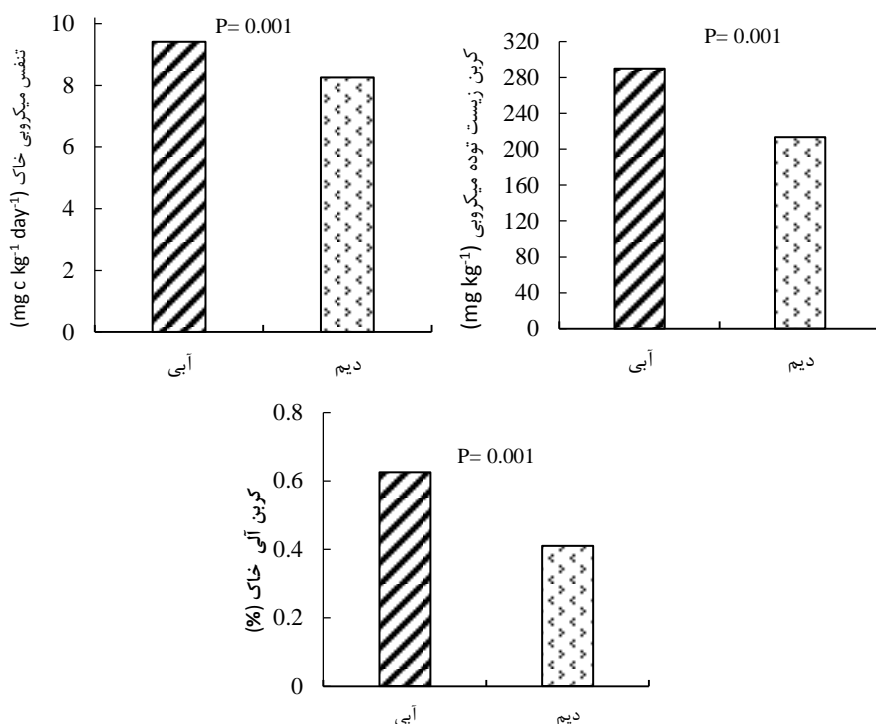 P= 0.001
تنفس میکروبی خاک (mg c kg⁻¹ day⁻¹)
10
8
6
4
2
0
آبی
دیم
P= 0.001
کربن زیست توده میکروبی (mg kg⁻¹)
320
280
240
200
160
120
80
40
0
آبی
دیم
P= 0.001
کربن آلی خاک (%)
0.8
0.6
0.4
0.2
0
آبی
دیم